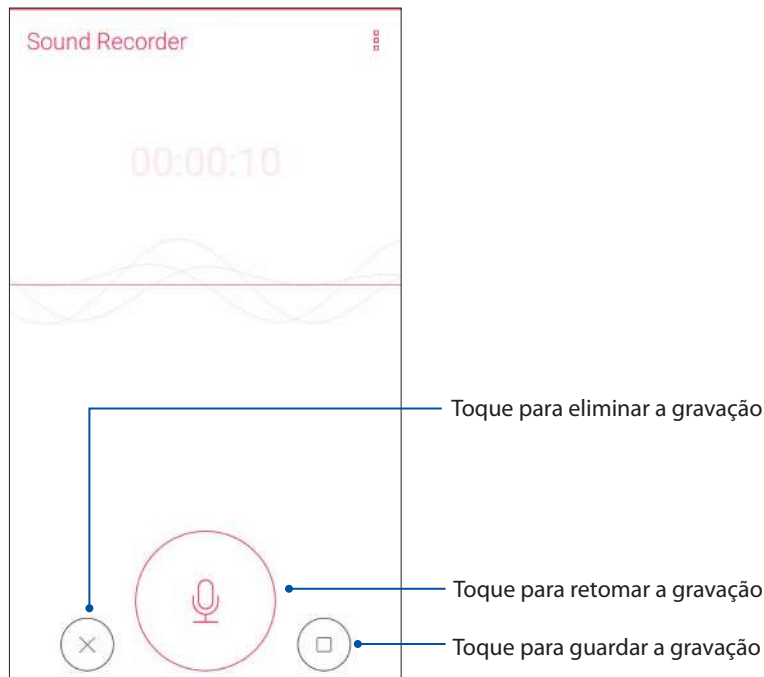 Sound Recorder
00:00:10
Toque para eliminar a gravação
Toque para retomar a gravação
Toque para guardar a gravação